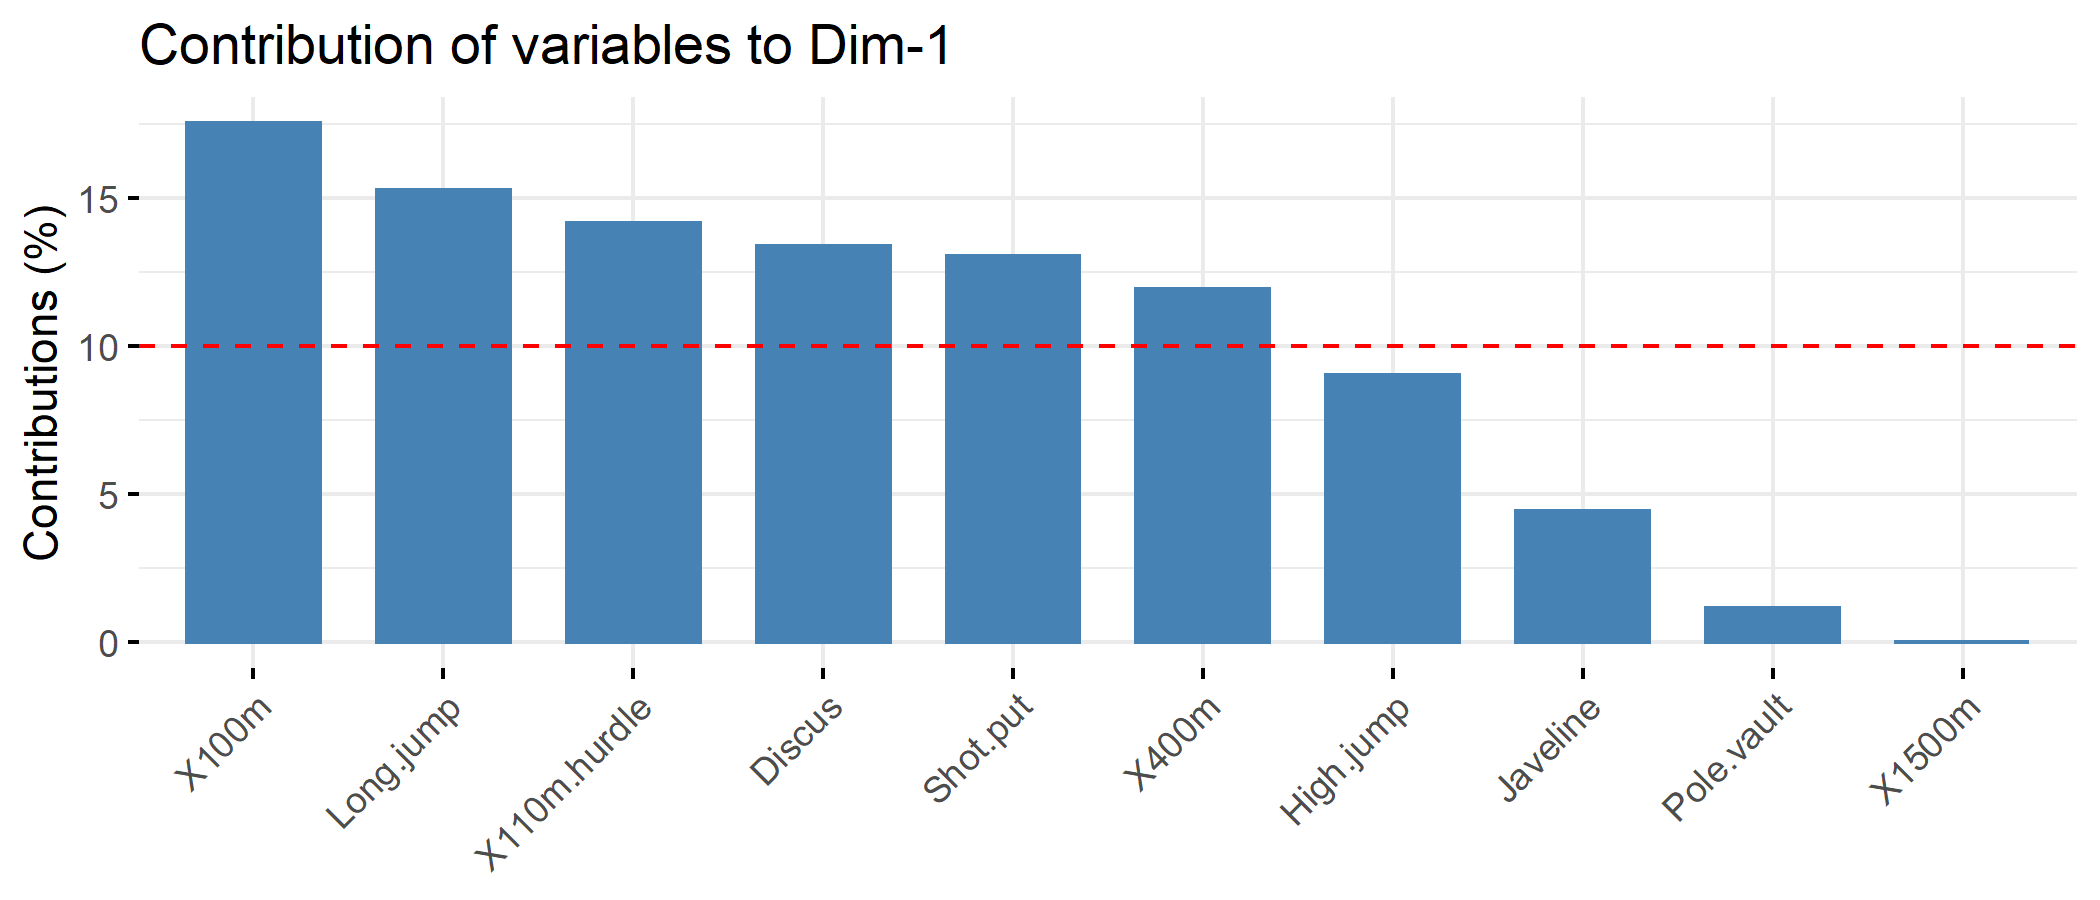 Contribution of variables to Dim-1
Contributions (%)
15
10
5
0
X100m
Long.jump
X110m.hurdle
Discus
Shot.put
X400m
High.jump
Javeline
Pole.vault
X1500m